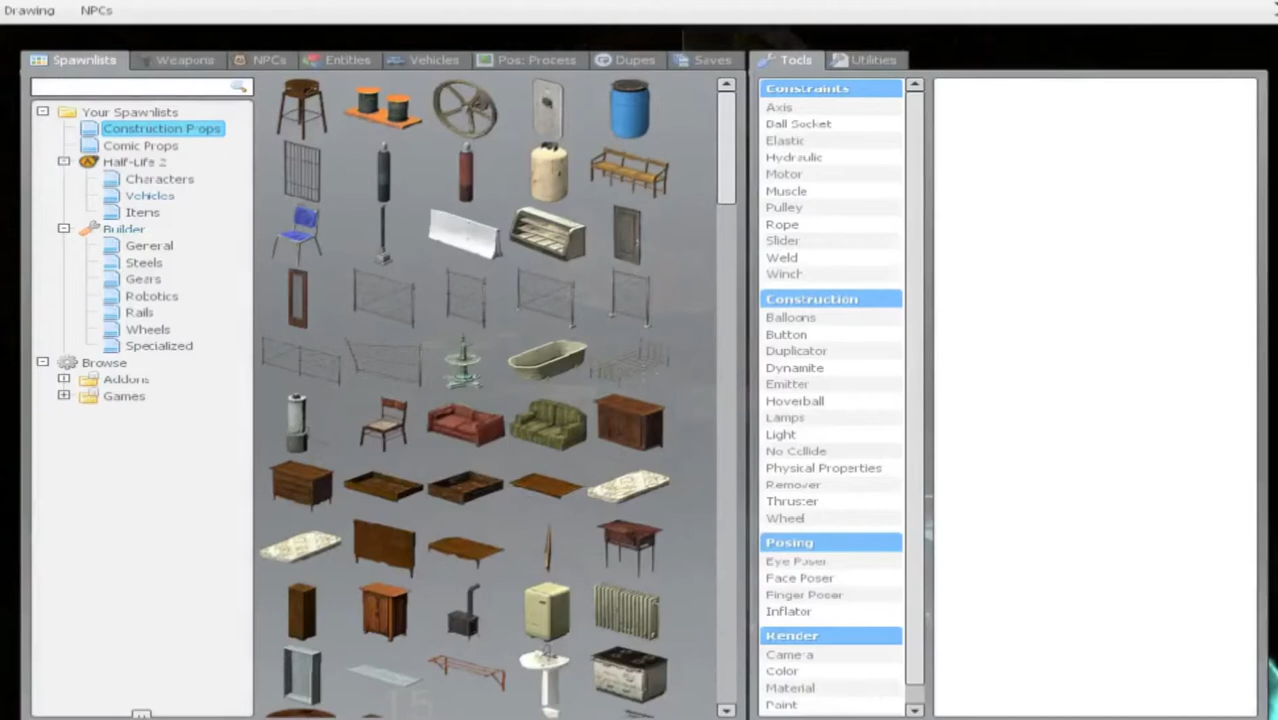 Drawing NPCs
Spawnlists Weapons NPCs Entities Vehicles Pos: Process Dupes Saves
Tools Utilities
Your Spawnlists
Construction Props
Comic Props
Half-Life 2
Characters
Vehicles
Items
Builder
General
Steels
Gears
Robotics
Rails
Wheels
Specialized
Browse
Addons
Games
Constraints
Axis
Ball Socket
Elastic
Hydraulic
Motor
Muscle
Pulley
Rope
Slider
Weld
Winch
Construction
Balloons
Button
Duplicator
Dynamite
Emitter
Hoverball
Lamps
Light
No Collide
Physical Properties
Remover
Thruster
Wheel
Posing
Eye Poser
Face Poser
Finger Poser
Inflator
Render
Camera
Color
Material
Paint